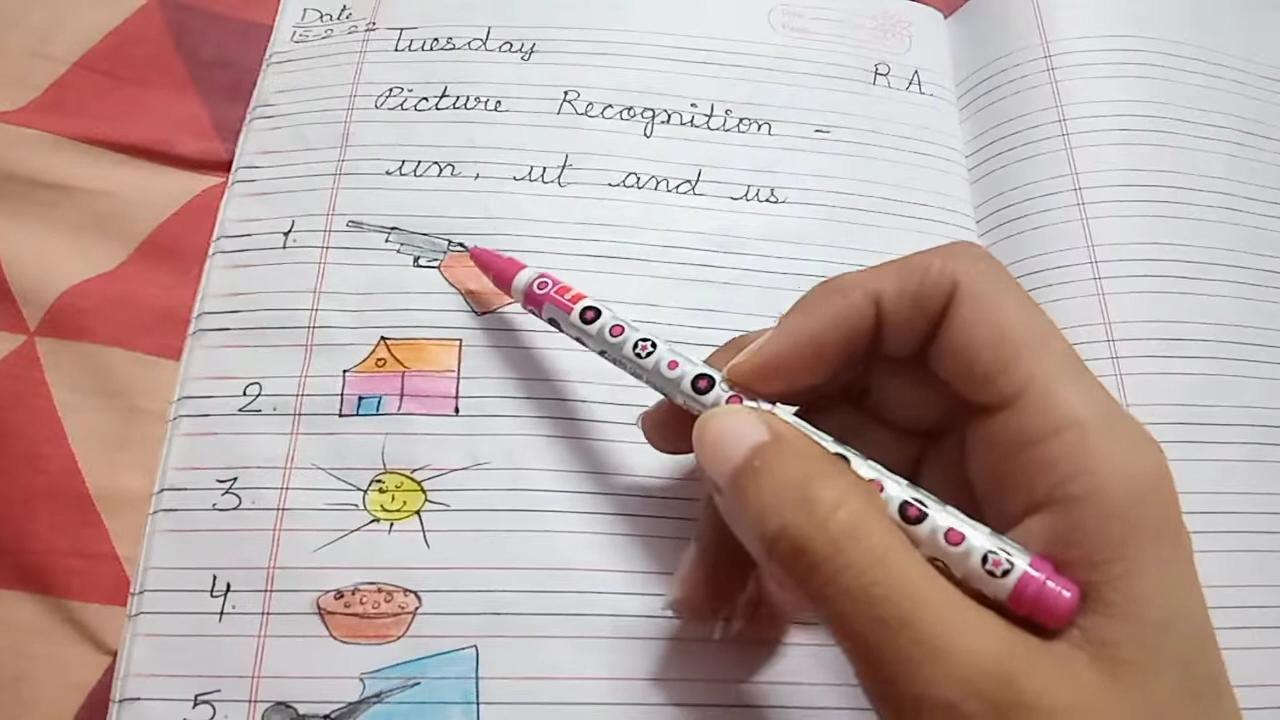 Date
15-2-22
Tuesday
R.A.
Picture Recognition -
un, ut and us
1.
2.
3.
4.
5.